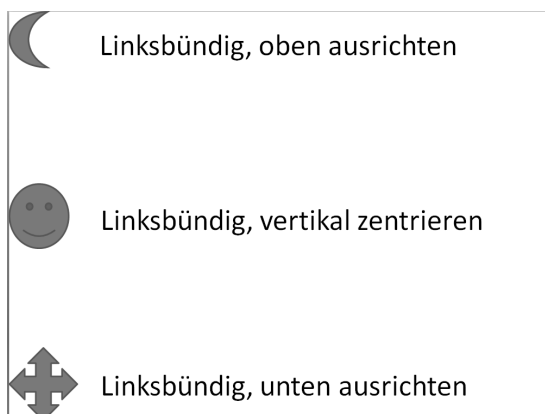 Linksbündig, oben ausrichten
Linksbündig, vertikal zentrieren
Linksbündig, unten ausrichten